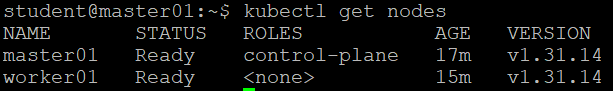 student@master01:~$ kubectl get nodes
NAME       STATUS   ROLES           AGE   VERSION
master01   Ready    control-plane   17m   v1.31.14
worker01   Ready    <none>          15m   v1.31.14